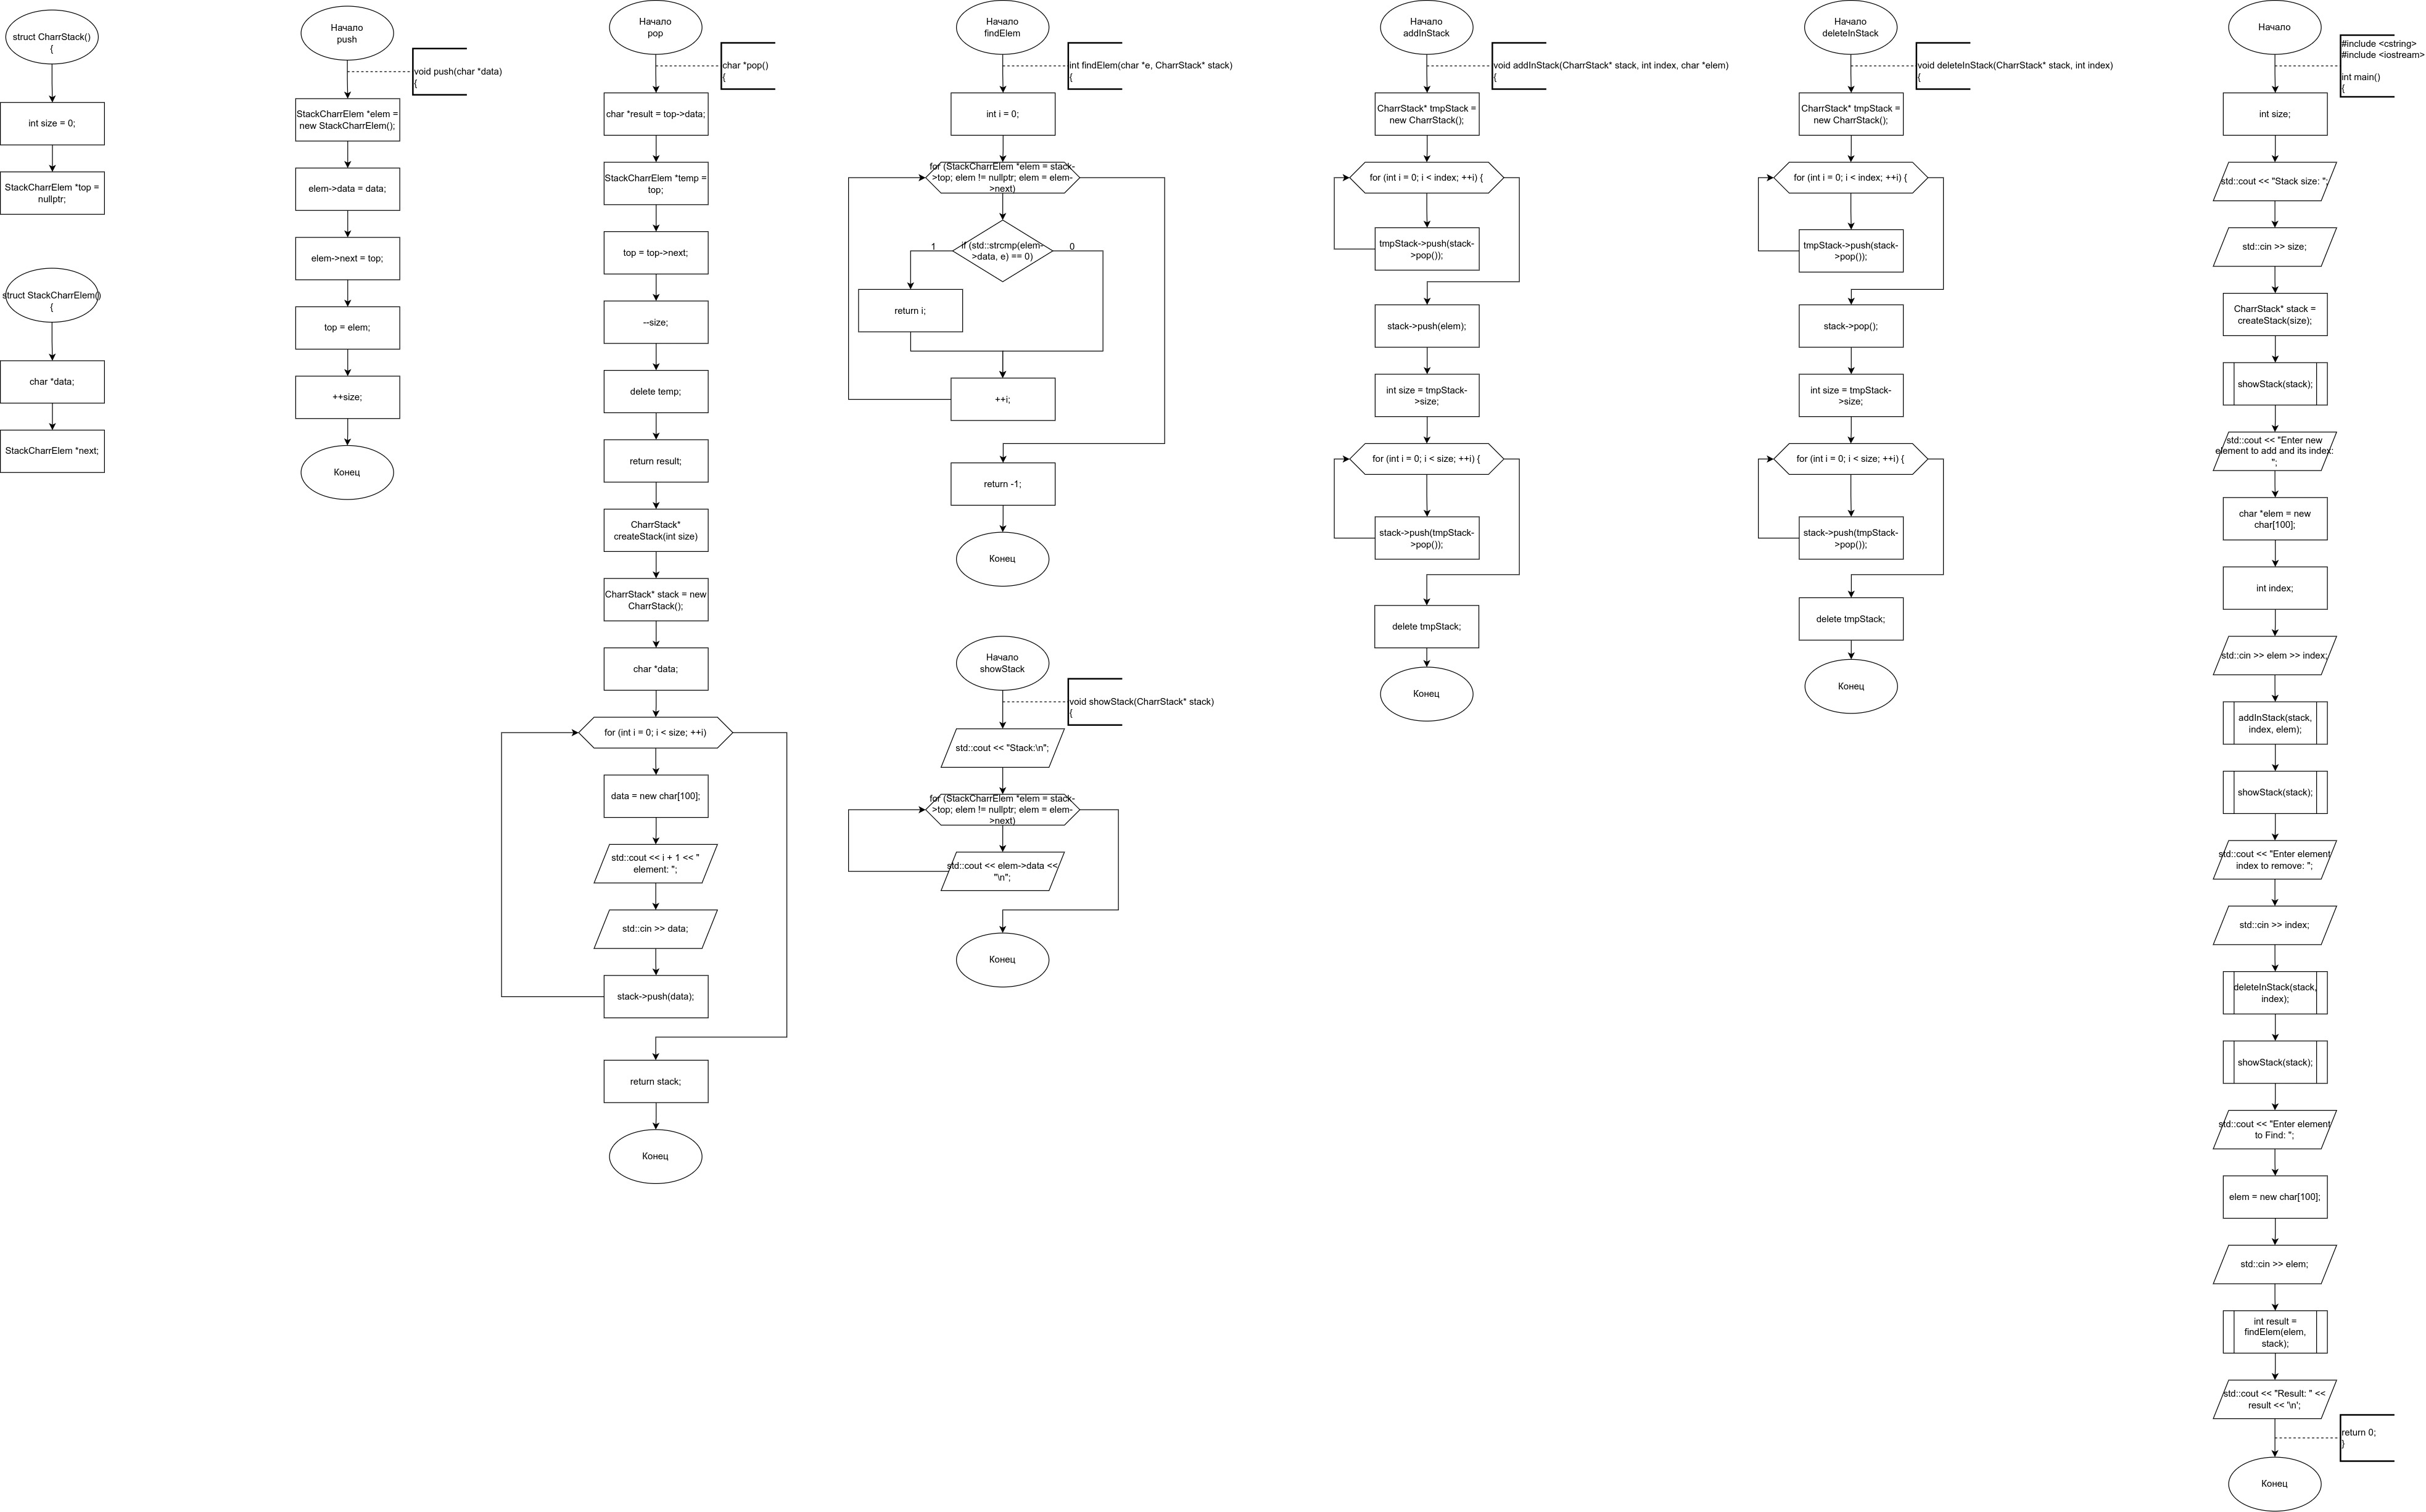 struct CharrStack()
{
int size = 0;
StackCharrElem *top =
nullptr;
struct StackCharrElem()
{
char *data;
StackCharrElem *next;
Начало
push
void push(char *data)
{
StackCharrElem *elem =
new StackCharrElem();
elem->data = data;
elem->next = top;
top = elem;
++size;
Конец
Начало
pop
char *pop()
{
char *result = top->data;
StackCharrElem *temp =
top;
top = top->next;
--size;
delete temp;
return result;
CharrStack*
createStack(int size)
CharrStack* stack = new
CharrStack();
char *data;
for (int i = 0; i < size; ++i)
data = new char[100];
std::cout << i + 1 << "
element: ";
std::cin >> data;
stack->push(data);
return stack;
Конец
Начало
findElem
int findElem(char *e, CharrStack* stack)
{
int i = 0;
for (StackCharrElem *elem = stack-
>top; elem != nullptr; elem = elem-
>next)
1
if (std::strcmp(elem-
>data, e) == 0)
0
return i;
++i;
return -1;
Конец
Начало
showStack
void showStack(CharrStack* stack)
{
std::cout << "Stack:\n";
for (StackCharrElem *elem = stack-
>top; elem != nullptr; elem = elem-
>next)
std::cout << elem->data <<
"\n";
Конец
Начало
addInStack
void addInStack(CharrStack* stack, int index, char *elem)
{
CharrStack* tmpStack =
new CharrStack();
for (int i = 0; i < index; ++i) {
tmpStack->push(stack-
>pop());
stack->push(elem);
int size = tmpStack-
>size;
for (int i = 0; i < size; ++i) {
stack->push(tmpStack-
>pop());
delete tmpStack;
Конец
Начало
deleteInStack
void deleteInStack(CharrStack* stack, int index)
{
CharrStack* tmpStack =
new CharrStack();
for (int i = 0; i < index; ++i) {
tmpStack->push(stack-
>pop());
stack->pop();
int size = tmpStack-
>size;
for (int i = 0; i < size; ++i) {
stack->push(tmpStack-
>pop());
delete tmpStack;
Конец
Начало
#include <cstring>
#include <iostream>
int main()
{
int size;
std::cout << "Stack size: ";
std::cin >> size;
CharrStack* stack =
createStack(size);
showStack(stack);
std::cout << "Enter new
element to add and its index:
";
char *elem = new
char[100];
int index;
std::cin >> elem >> index;
addInStack(stack,
index, elem);
showStack(stack);
std::cout << "Enter element
index to remove: ";
std::cin >> index;
deleteInStack(stack,
index);
showStack(stack);
std::cout << "Enter element
to Find: ";
elem = new char[100];
std::cin >> elem;
int result =
findElem(elem,
stack);
std::cout << "Result: " <<
result << '\n';
return 0;
}
Конец